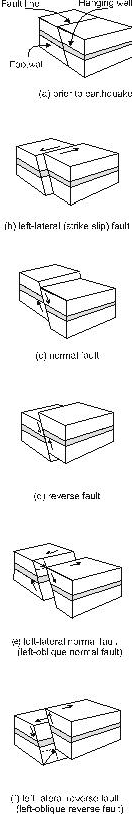 Fault line
Hanging wall
Footwall
(a) prior to earthquake
(b) left-lateral (strike slip) fault
(c) normal fault
(d) reverse fault
(e) left-lateral normal fault
(left-oblique normal fault)
(f) left-lateral reverse fault
(left-oblique reverse fault)